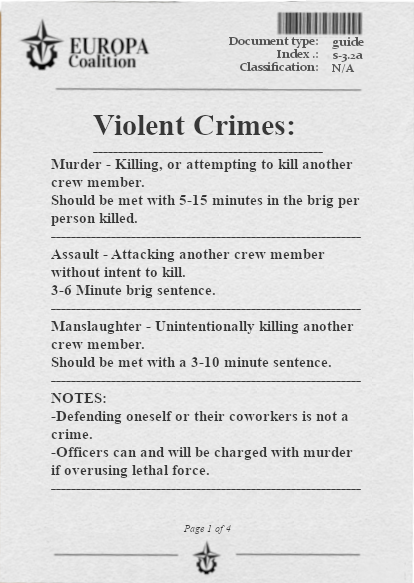 EUROPA
Coalition
Document type: guide
Index .: s-3.2a
Classification: N/A
Violent Crimes:
Murder - Killing, or attempting to kill another
crew member.
Should be met with 5-15 minutes in the brig per
person killed.
Assault - Attacking another crew member
without intent to kill.
3-6 Minute brig sentence.
Manslaughter - Unintentionally killing another
crew member.
Should be met with a 3-10 minute sentence.
NOTES:
-Defending oneself or their coworkers is not a
crime.
-Officers can and will be charged with murder
if overusing lethal force.
Page 1 of 4